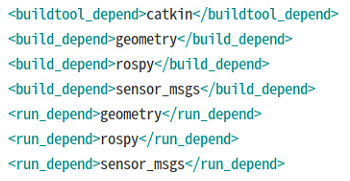 <buildtool_depend>catkin</buildtool_depend>
<build_depend>geometry</build_depend>
<build_depend>rospy</build_depend>
<build_depend>sensor_msgs</build_depend>
<run_depend>geometry</run_depend>
<run_depend>rospy</run_depend>
<run_depend>sensor_msgs</run_depend>